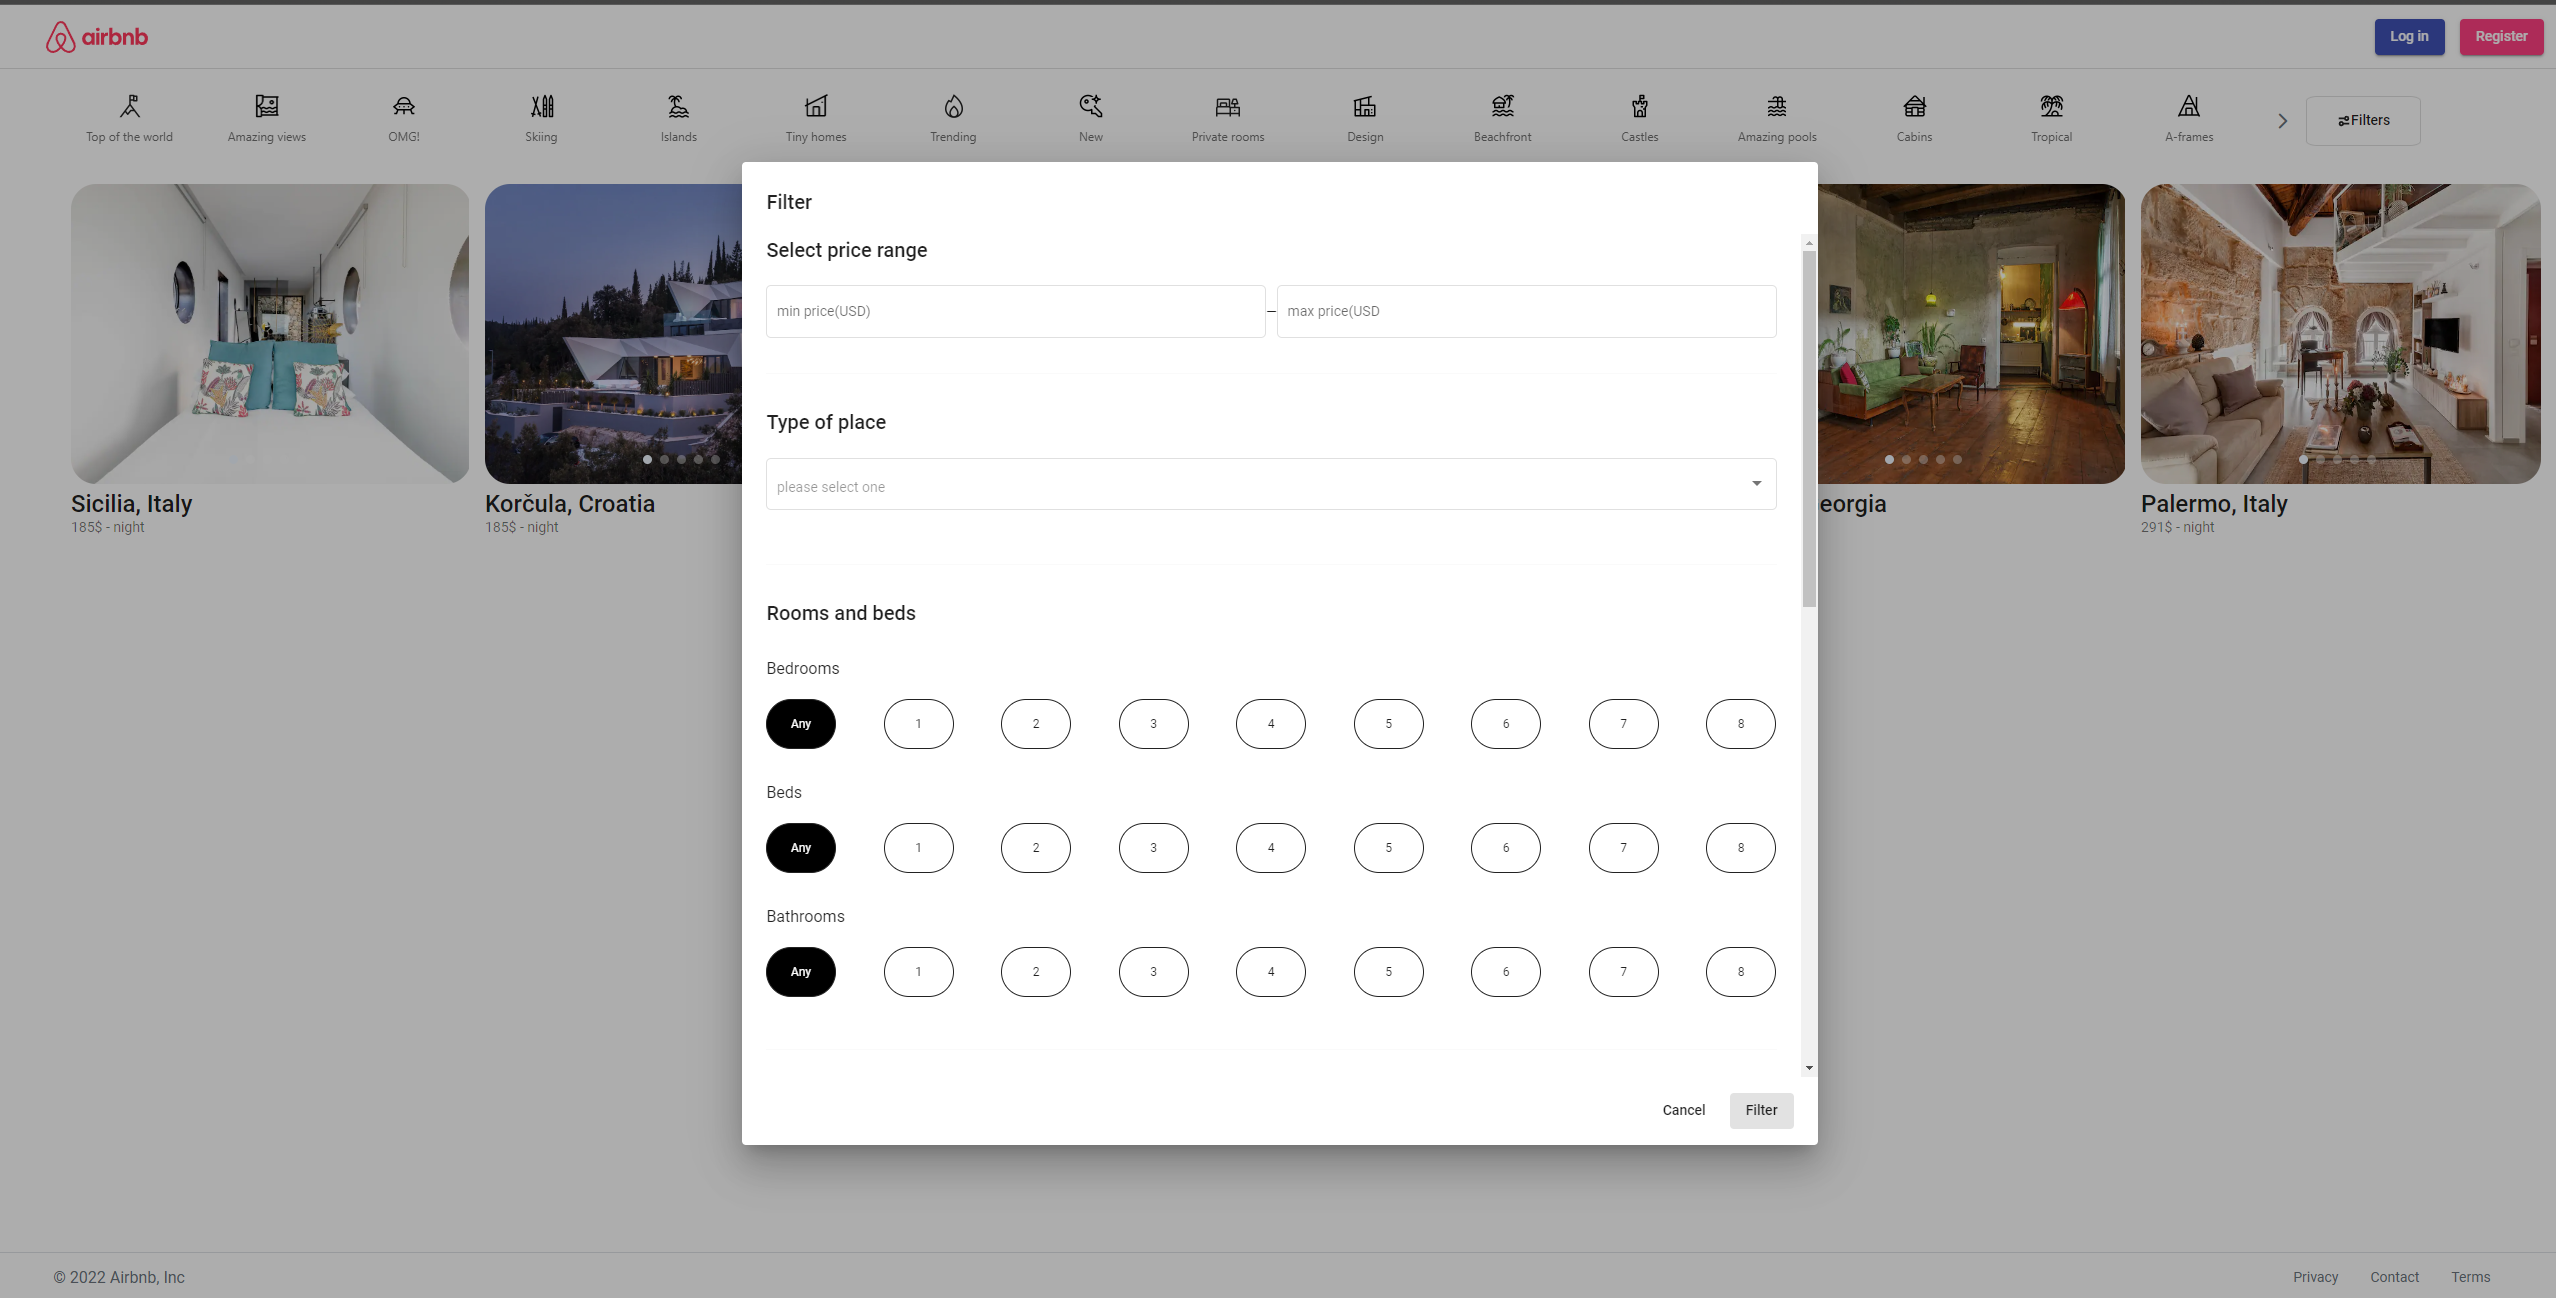 airbnb
Log in
Register
Top of the world
Amazing views
OMG!
Skiing
Islands
Tiny homes
Trending
New
Private rooms
Design
Beachfront
Castles
Amazing pools
Cabins
Tropical
A-frames
Filters
Filter
Select price range
min price(USD)
–
max price(USD
Type of place
please select one
Rooms and beds
Bedrooms
Any 1 2 3 4 5 6 7 8
Beds
Any 1 2 3 4 5 6 7 8
Bathrooms
Any 1 2 3 4 5 6 7 8
Cancel
Filter
Sicilia, Italy
185$ - night
Korčula, Croatia
185$ - night
eorgia
Palermo, Italy
291$ - night
© 2022 Airbnb, Inc
Privacy
Contact
Terms